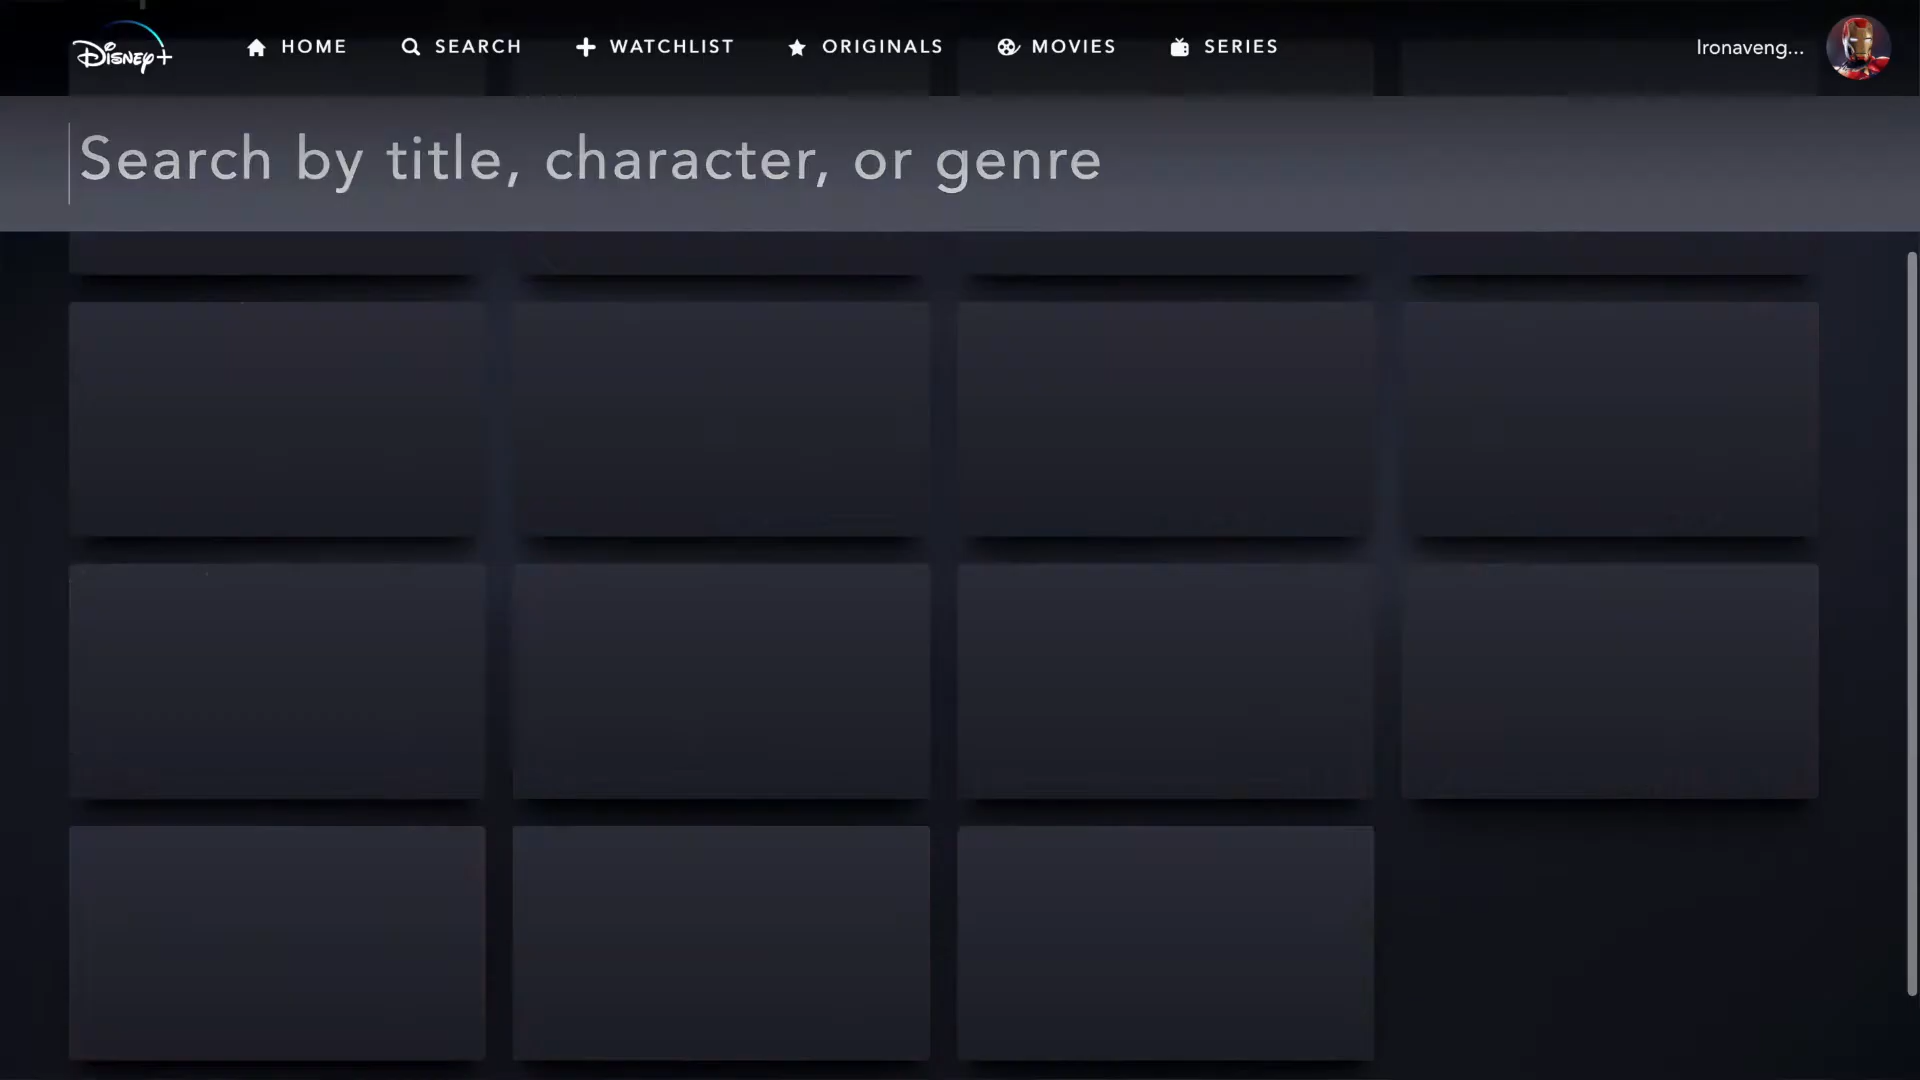 Disney+
HOME
SEARCH
WATCHLIST
ORIGINALS
MOVIES
SERIES
Ironaveng...
Search by title, character, or genre